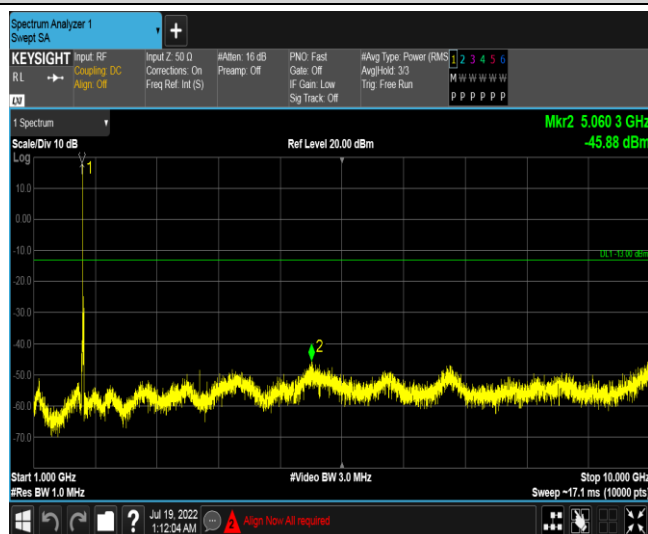 Spectrum Analyzer 1
Swept SA
KEYSIGHT
RL
LXI
Input: RF
Coupling: DC
Align: Off
Input Z: 50 Ω
Corrections: On
Freq Ref: Int (S)
#Atten: 16 dB
Preamp: Off
PNO: Fast
Gate: Off
IF Gain: Low
Sig Track: Off
#Avg Type: Power (RMS
Avg|Hold: 3/3
Trig: Free Run
1 2 3 4 5 6
M W W W W W
P P P P P P
1 Spectrum
Mkr2 5.060 3 GHz
Scale/Div 10 dB
Ref Level 20.00 dBm
-45.88 dBm
Log
1
10.0
0.00
-10.0
DL1 -13.00 dBm
-20.0
-30.0
-40.0
2
-50.0
-60.0
-70.0
Start 1.000 GHz
#Video BW 3.0 MHz
Stop 10.000 GHz
#Res BW 1.0 MHz
Sweep ~17.1 ms (10000 pts)
?
Jul 19, 2022
1:12:04 AM
2
Align Now All required